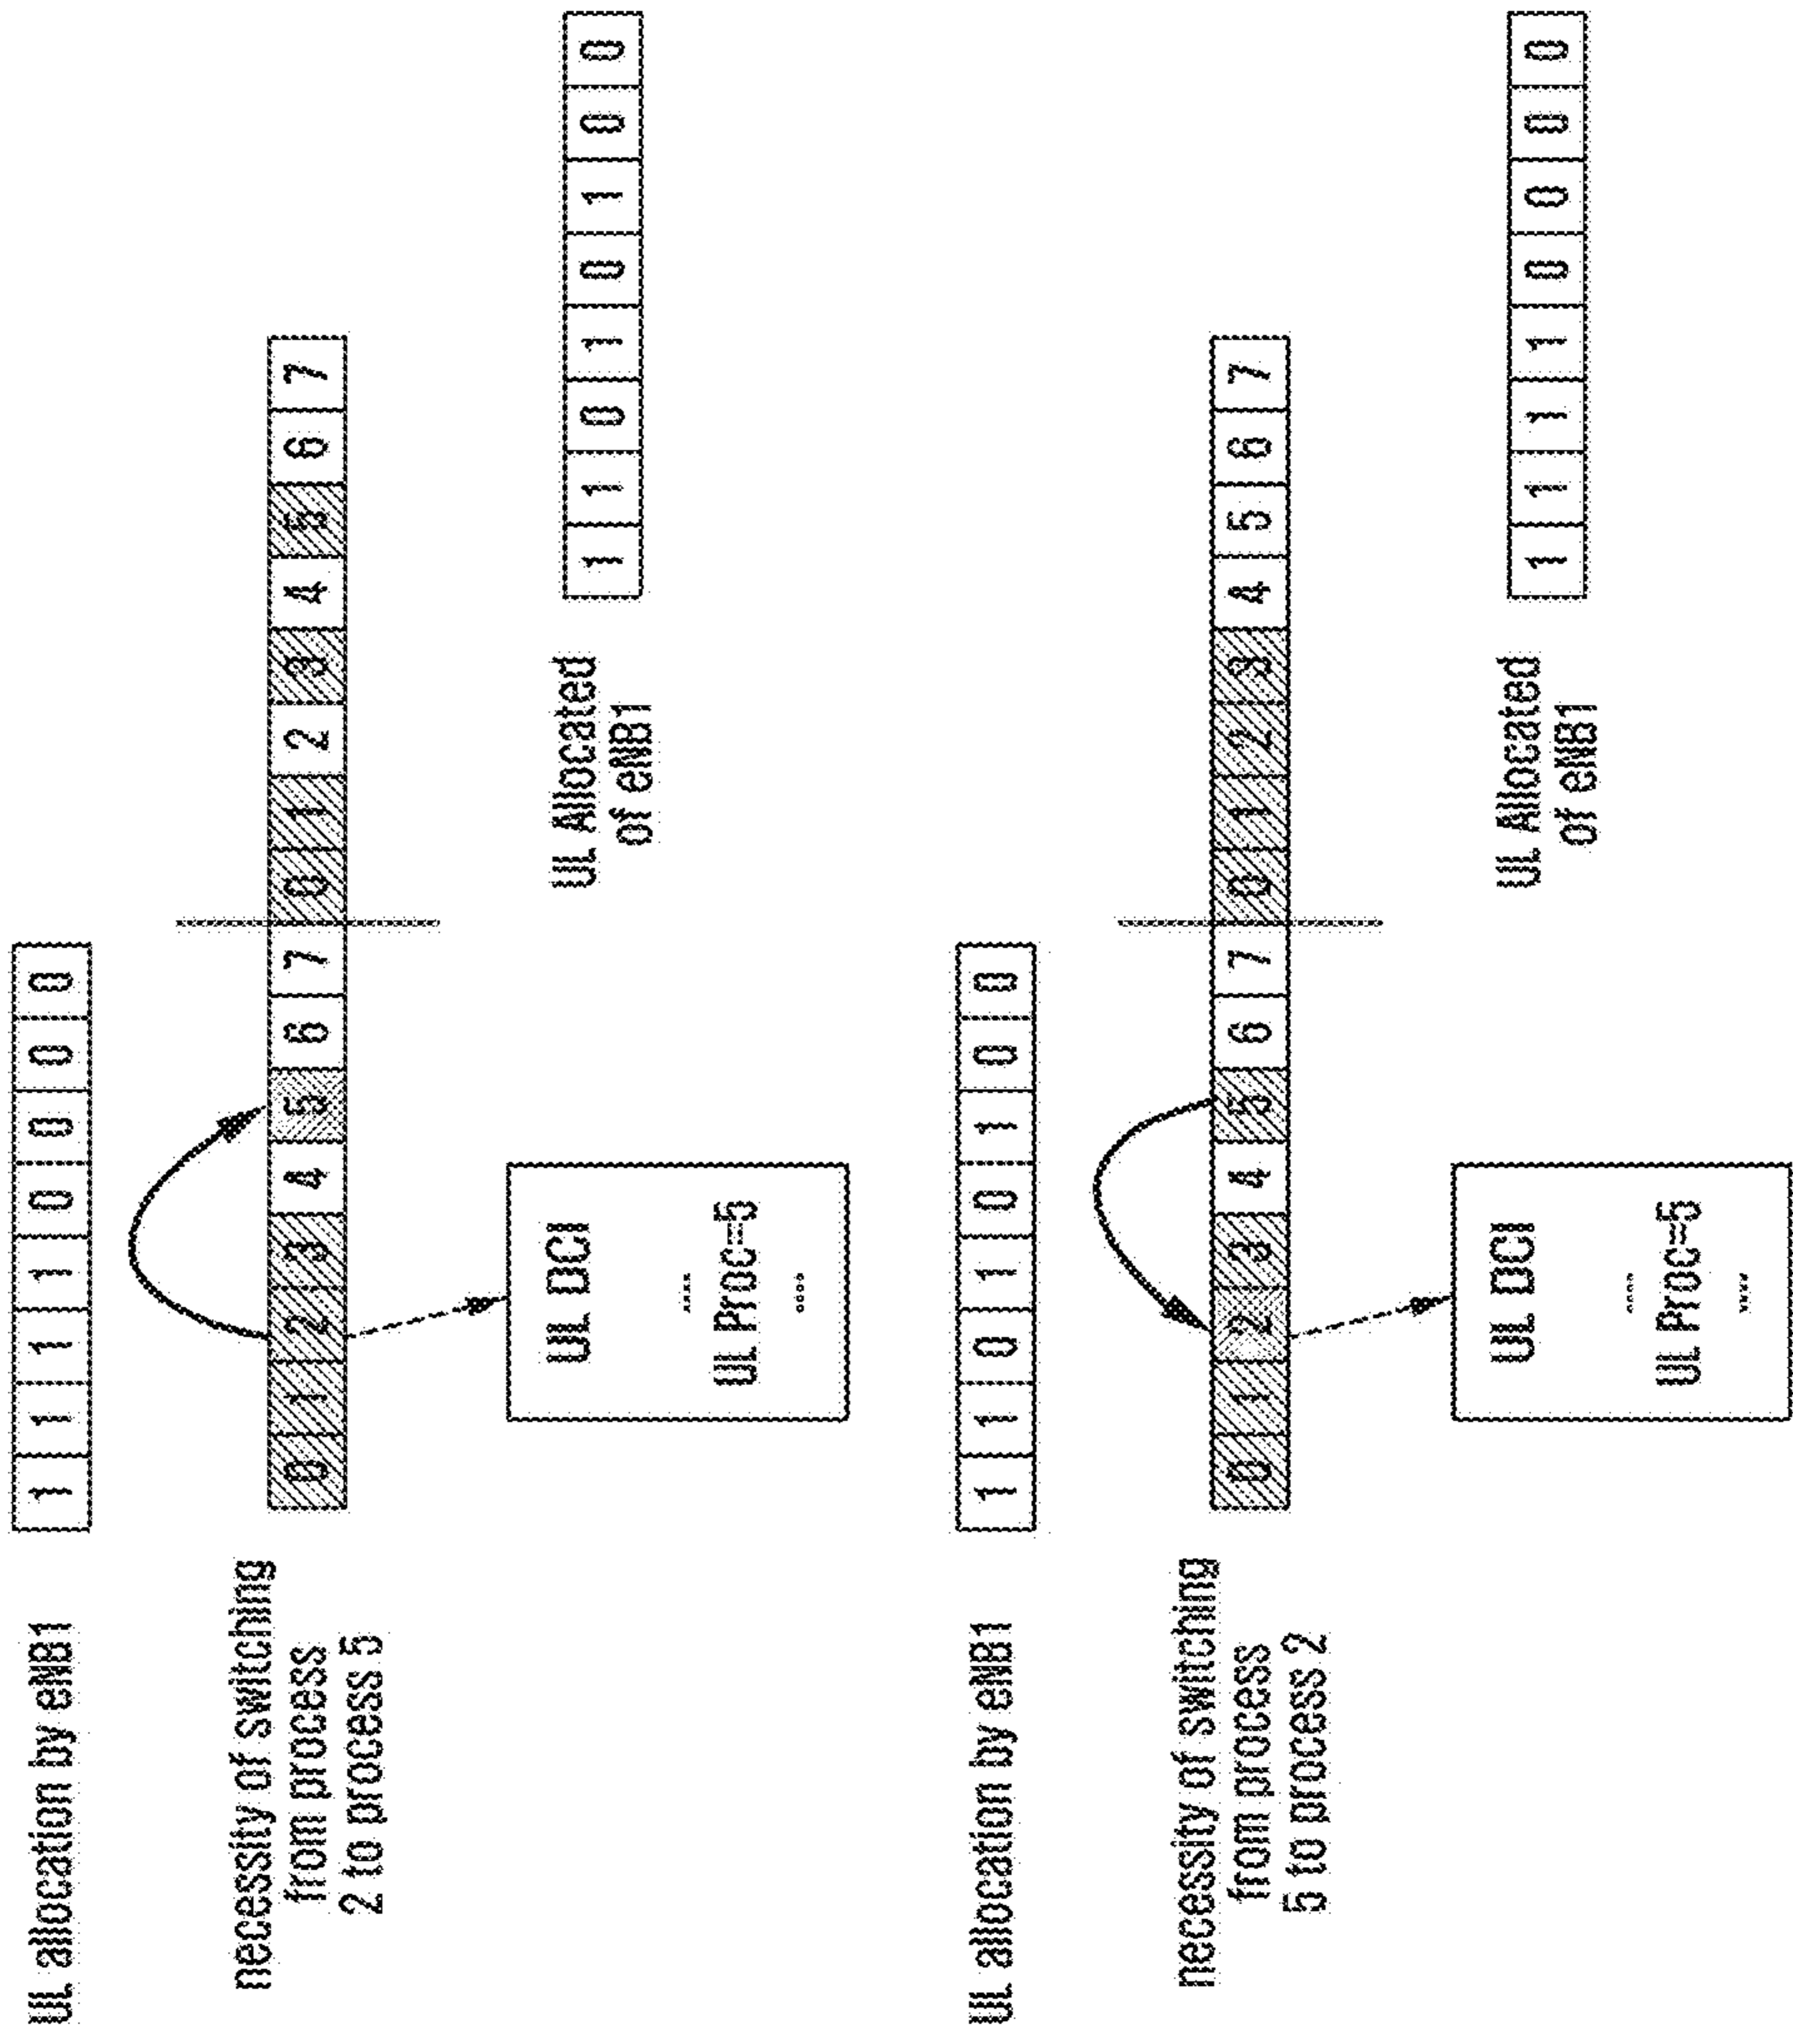 UL allocation by eNB1
1 1 1 1 0 0 0 0
necessity of switching
from process
2 to process 5
0 1 2 3 4 5 6 7 0 1 2 3 4 5 6 7
UL DCI
....
UL Proc=5
....
UL Allocated
of eNB1
1 1 0 1 0 1 0 0
UL allocation by eNB1
1 1 0 1 0 1 0 0
necessity of switching
from process
5 to process 2
0 1 2 3 4 5 6 7 0 1 2 3 4 5 6 7
UL DCI
....
UL Proc=5
....
UL Allocated
of eNB1
1 1 1 1 0 0 0 0